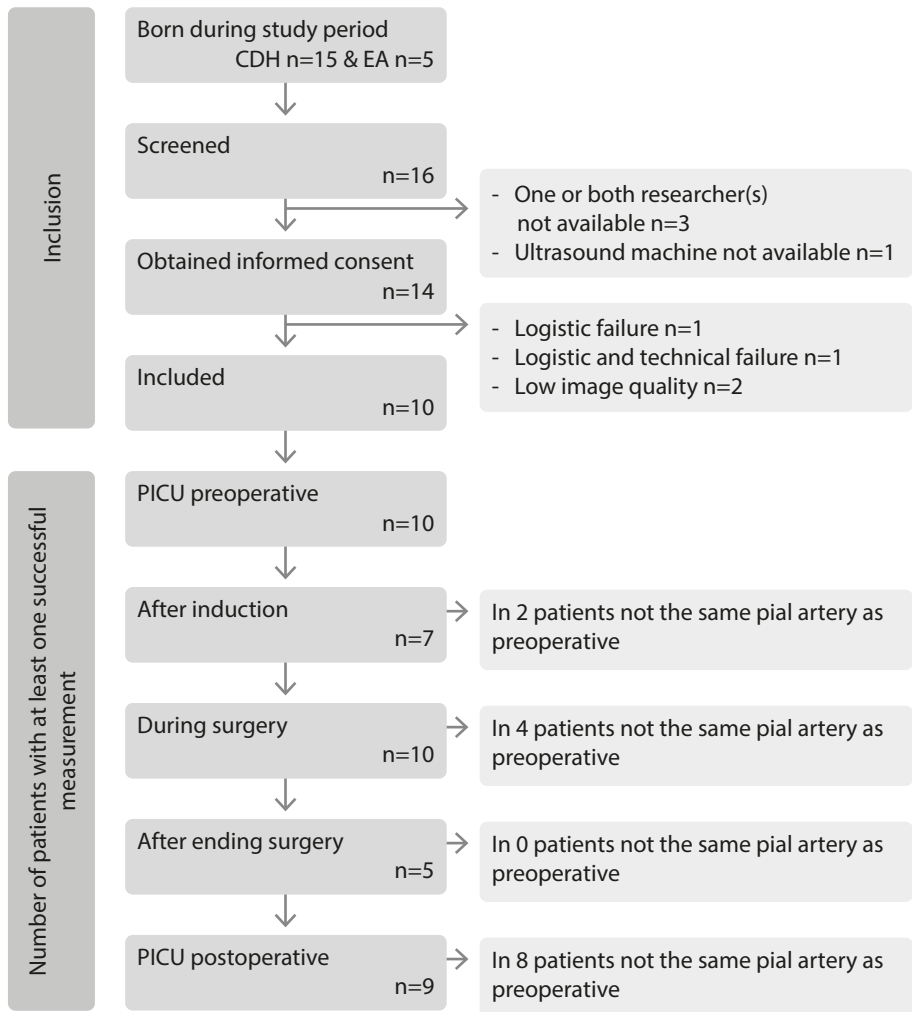 Inclusion
Born during study period
CDH n=15 & EA n=5
Screened
n=16
- One or both researcher(s)
not available n=3
- Ultrasound machine not available n=1
Obtained informed consent
n=14
- Logistic failure n=1
- Logistic and technical failure n=1
- Low image quality n=2
Included
n=10
Number of patients with at least one successful
measurement
PICU preoperative
n=10
After induction
n=7
In 2 patients not the same pial artery as
preoperative
During surgery
n=10
In 4 patients not the same pial artery as
preoperative
After ending surgery
n=5
In 0 patients not the same pial artery as
preoperative
PICU postoperative
n=9
In 8 patients not the same pial artery as
preoperative